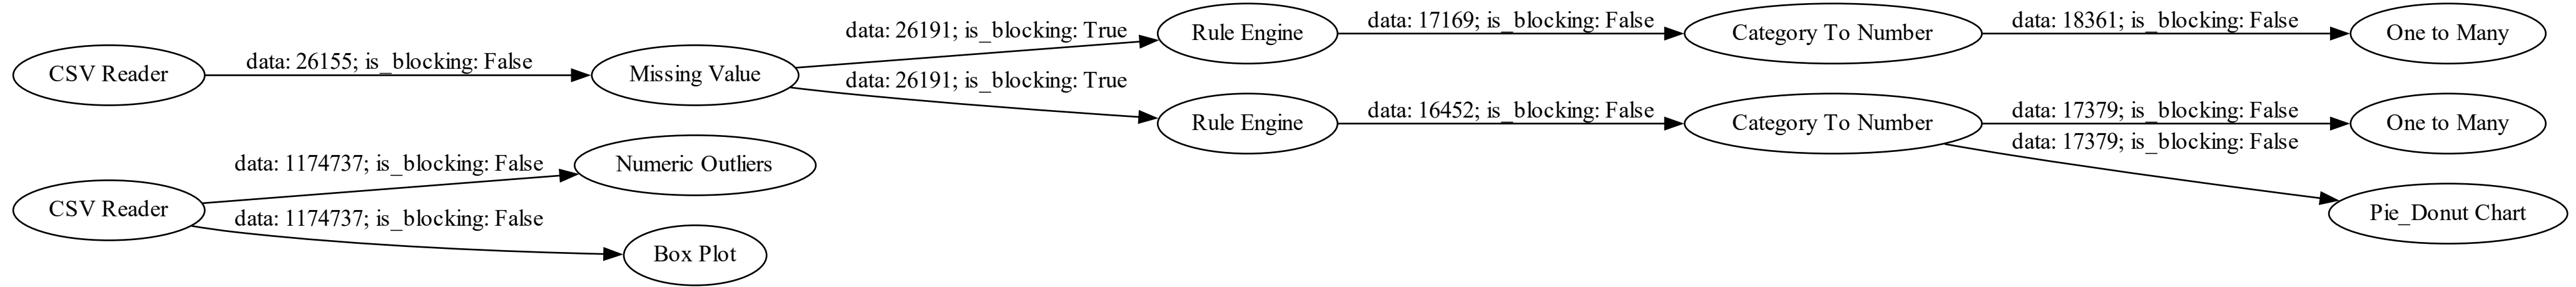 CSV Reader
data: 26155; is_blocking: False
Missing Value
data: 26191; is_blocking: True
Rule Engine
data: 17169; is_blocking: False
Category To Number
data: 18361; is_blocking: False
One to Many
data: 26191; is_blocking: True
Rule Engine
data: 16452; is_blocking: False
Category To Number
data: 17379; is_blocking: False
One to Many
data: 17379; is_blocking: False
Pie_Donut Chart
CSV Reader
data: 1174737; is_blocking: False
Numeric Outliers
data: 1174737; is_blocking: False
Box Plot